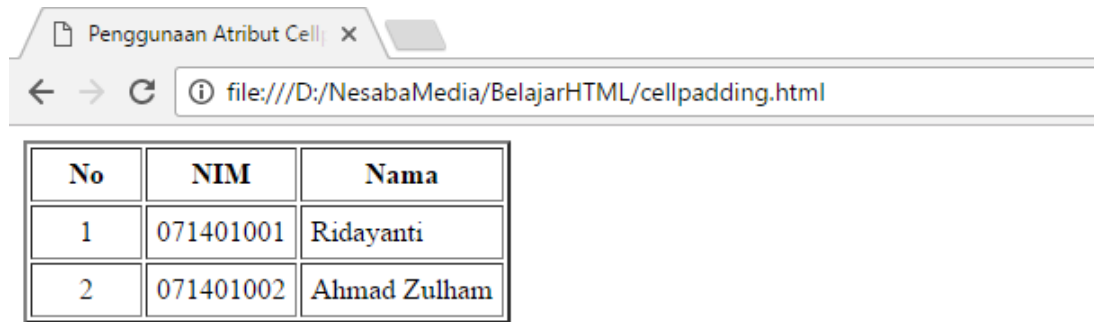 Penggunaan Atribut Cell
file:///D:/NesabaMedia/BelajarHTML/cellpadding.html
No NIM Nama
1 071401001 Ridayanti
2 071401002 Ahmad Zulham